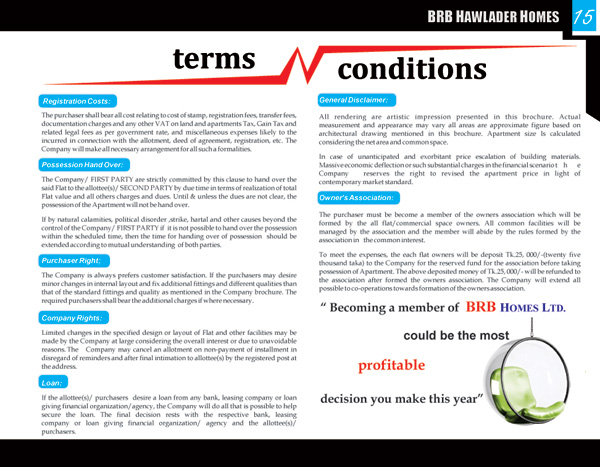 BRB HAWLADER HOMES 15
terms conditions
Registration Costs:
The purchaser shall bear all cost relating to cost of stamp, registration fees, transfer fees,
documentation charges and any other VAT on land and apartments Tax, Gain Tax and
related legal fees as per government rate, and miscellaneous expenses likely to the
incurred in connection with the allotment, deed of agreement, registration, etc. The
Company will make all necessary arrangement for all such a formalities.
Possession Hand Over:
The Company/ FIRST PARTY are strictly committed by this clause to hand over the
said Flat to the allottee(s)/ SECOND PARTY by due time in terms of realization of total
Flat value and all others charges and dues. Until & unless the dues are not clear, the
possession of the Apartment will not be hand over.
If by natural calamities, political disorder ,strike, hartal and other causes beyond the
control of the Company/ FIRST PARTY if it is not possible to hand over the possession
within the scheduled time, then the time for handing over of possession should be
extended according to mutual understanding of both parties.
Purchaser Right:
The Company is always prefers customer satisfaction. If the purchasers may desire
minor changes in internal layout and fix additional fittings and different qualities than
that of the standard fittings and quality as mentioned in the Company brochure. The
required purchasers shall bear the additional charges if where necessary.
Company Rights:
Limited changes in the specified design or layout of Flat and other facilities may be
made by the Company at large considering the overall interest or due to unavoidable
reasons. The Company may cancel an allotment on non-payment of installment in
disregard of reminders and after final intimation to allottee(s) by the registered post at
the address.
Loan:
If the allottee(s)/ purchasers desire a loan from any bank, leasing company or loan
giving financial organization/agency, the Company will do all that is possible to help
secure the loan. The final decision rests with the respective bank, leasing
company or loan giving financial organization/ agency and the allottee(s)/
purchasers.
General Disclaimer:
All rendering are artistic impression presented in this brochure. Actual
measurement and appearance may vary all areas are approximate figure based on
architectural drawing mentioned in this brochure. Apartment size Is calculated
considering the net area and common space.
In case of unanticipated and exorbitant price escalation of building materials.
Massive economic deflection or such substantial charges in the financial scenario t h e
Company reserves the right to revised the apartment price in light of
contemporary market standard.
Owner's Association:
The purchaser must be become a member of the owners association which will be
formed by the all flat/commercial space owners. All common facilities will be
managed by the association and the member will abide by the rules formed by the
association in the common interest.
To meet the expenses, the each flat owners will be deposit Tk.25, 000/-(twenty five
thousand taka) to the Company for the reserved fund for the association before taking
possession of Apartment. The above deposited money of Tk.25, 000/- will be refunded to
the association after formed the owners association. The Company will extend all
possible to co-operations towards formation of the owners association.
“ Becoming a member of BRB HOMES LTD.
could be the most
profitable
decision you make this year”